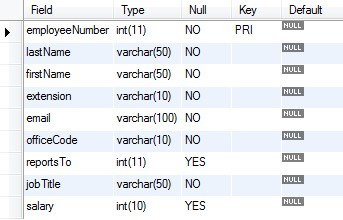 Field Type Null Key Default
employeeNumber int(11) NO PRI NULL
lastName varchar(50) NO NULL
firstName varchar(50) NO NULL
extension varchar(10) NO NULL
email varchar(100) NO NULL
officeCode varchar(10) NO NULL
reportsTo int(11) YES NULL
jobTitle varchar(50) NO NULL
salary int(10) YES NULL